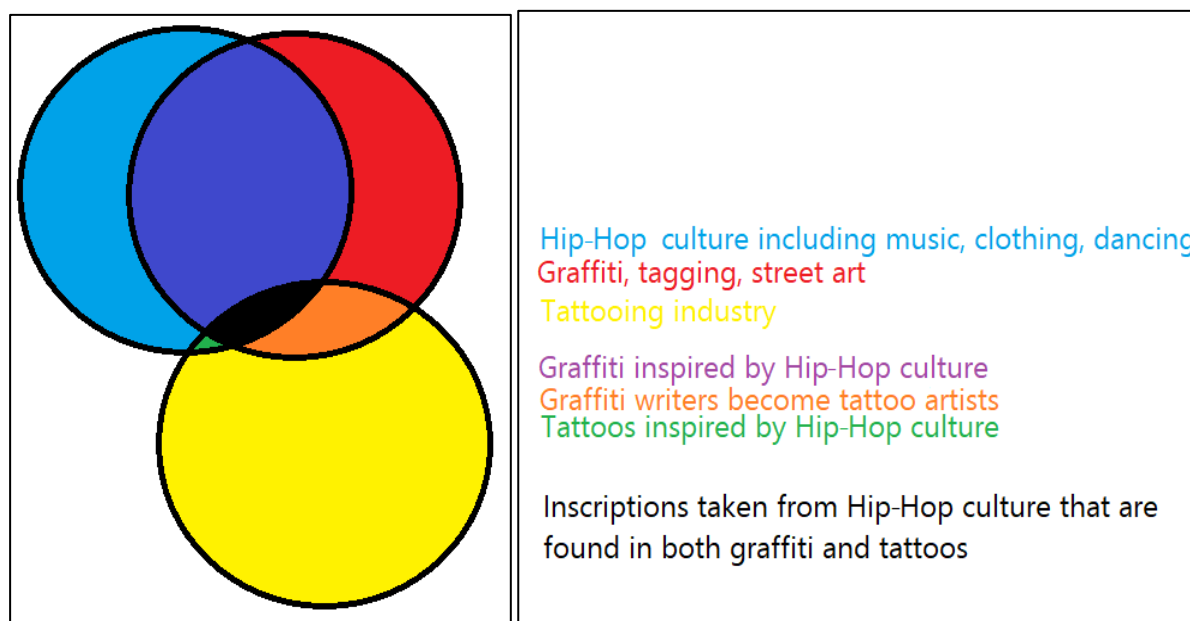 Hip-Hop culture including music, clothing, dancing
Graffiti, tagging, street art
Tattooing industry
Graffiti inspired by Hip-Hop culture
Graffiti writers become tattoo artists
Tattoos inspired by Hip-Hop culture
Inscriptions taken from Hip-Hop culture that are
found in both graffiti and tattoos